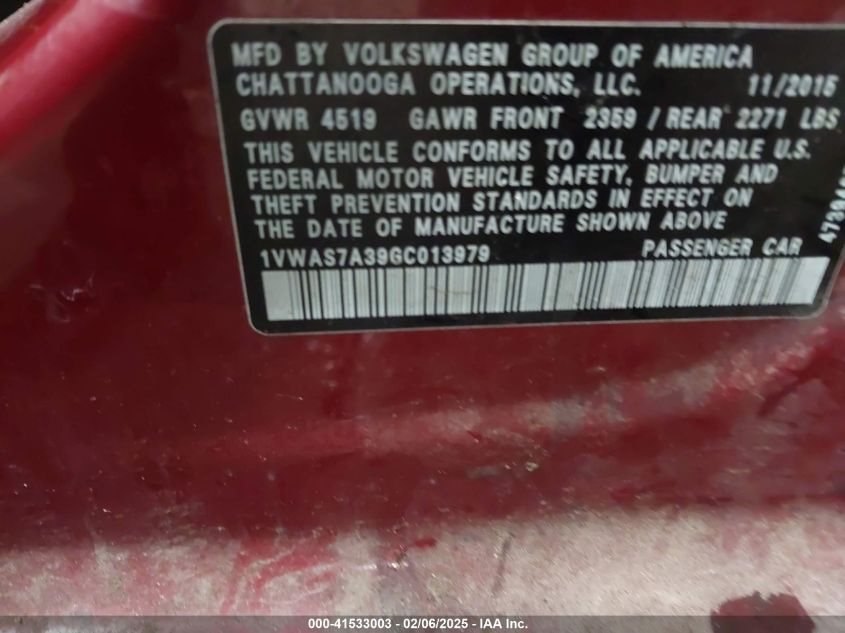 MFD BY VOLKSWAGEN GROUP OF AMERICA
CHATTANOOGA OPERATIONS, LLC. 11/2015
GVWR 4519 GAWR FRONT 2359 / REAR 2271 LBS
THIS VEHICLE CONFORMS TO ALL APPLICABLE U.S.
FEDERAL MOTOR VEHICLE SAFETY, BUMPER AND
THEFT PREVENTION STANDARDS IN EFFECT ON
THE DATE OF MANUFACTURE SHOWN ABOVE
1VWAS7A39GC013979 PASSENGER CAR
000-41533003 - 02/06/2025 - IAA Inc.